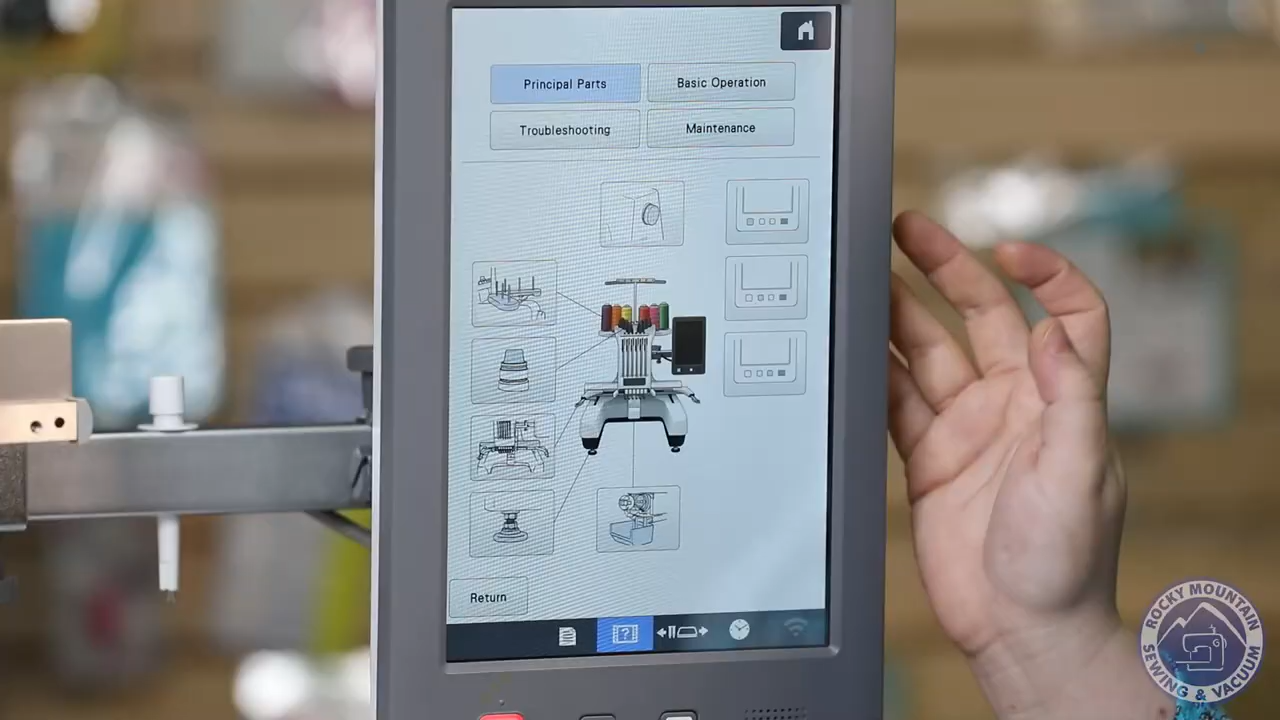 Principal Parts
Basic Operation
Troubleshooting
Maintenance
Return
?
ROCKY MOUNTAIN
SEWING & VACUUM